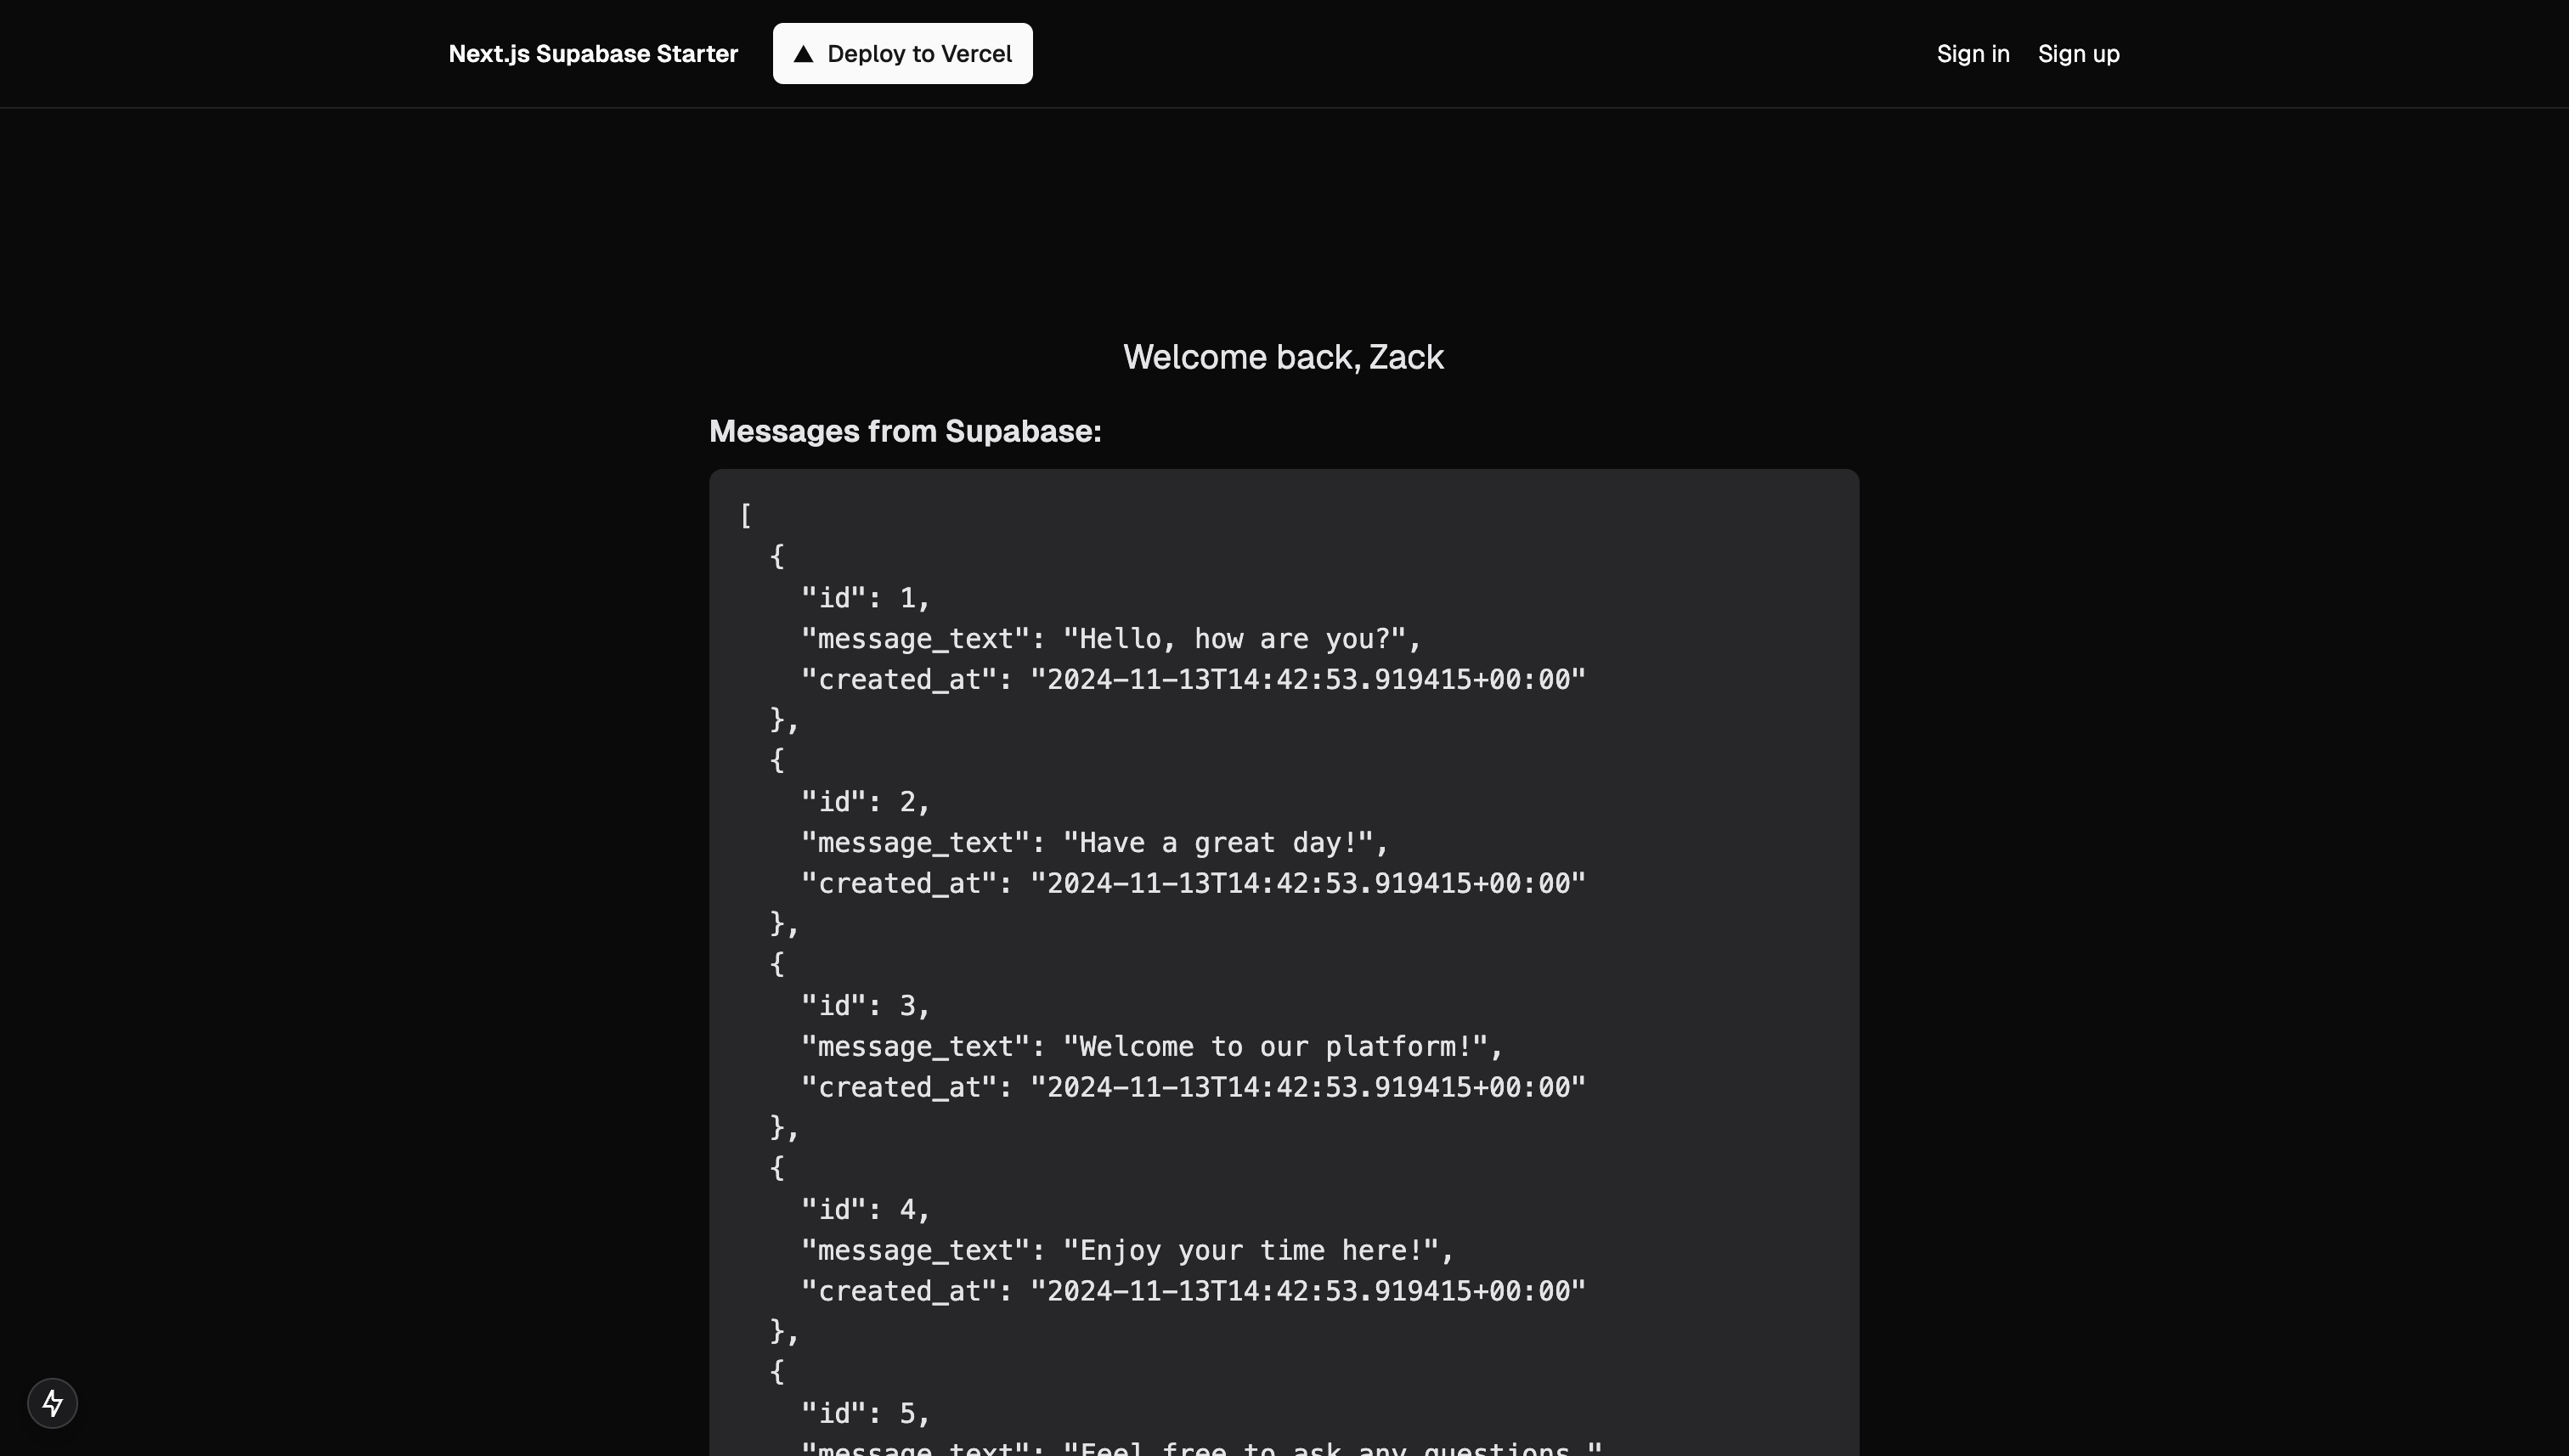 Next.js Supabase Starter
Deploy to Vercel
Sign in
Sign up
Welcome back, Zack
Messages from Supabase:
[
  {
    "id": 1,
    "message_text": "Hello, how are you?",
    "created_at": "2024-11-13T14:42:53.919415+00:00"
  },
  {
    "id": 2,
    "message_text": "Have a great day!",
    "created_at": "2024-11-13T14:42:53.919415+00:00"
  },
  {
    "id": 3,
    "message_text": "Welcome to our platform!",
    "created_at": "2024-11-13T14:42:53.919415+00:00"
  },
  {
    "id": 4,
    "message_text": "Enjoy your time here!",
    "created_at": "2024-11-13T14:42:53.919415+00:00"
  },
  {
    "id": 5,
    "message_text": "Feel free to ask any questions."